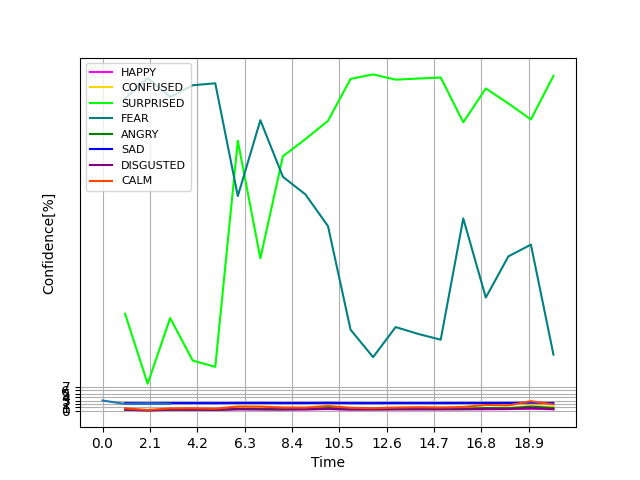 HAPPY
CONFUSED
SURPRISED
FEAR
ANGRY
SAD
DISGUSTED
CALM
Confidence[%]
7
0.0 2.1 4.2 6.3 8.4 10.5 12.6 14.7 16.8 18.9
Time